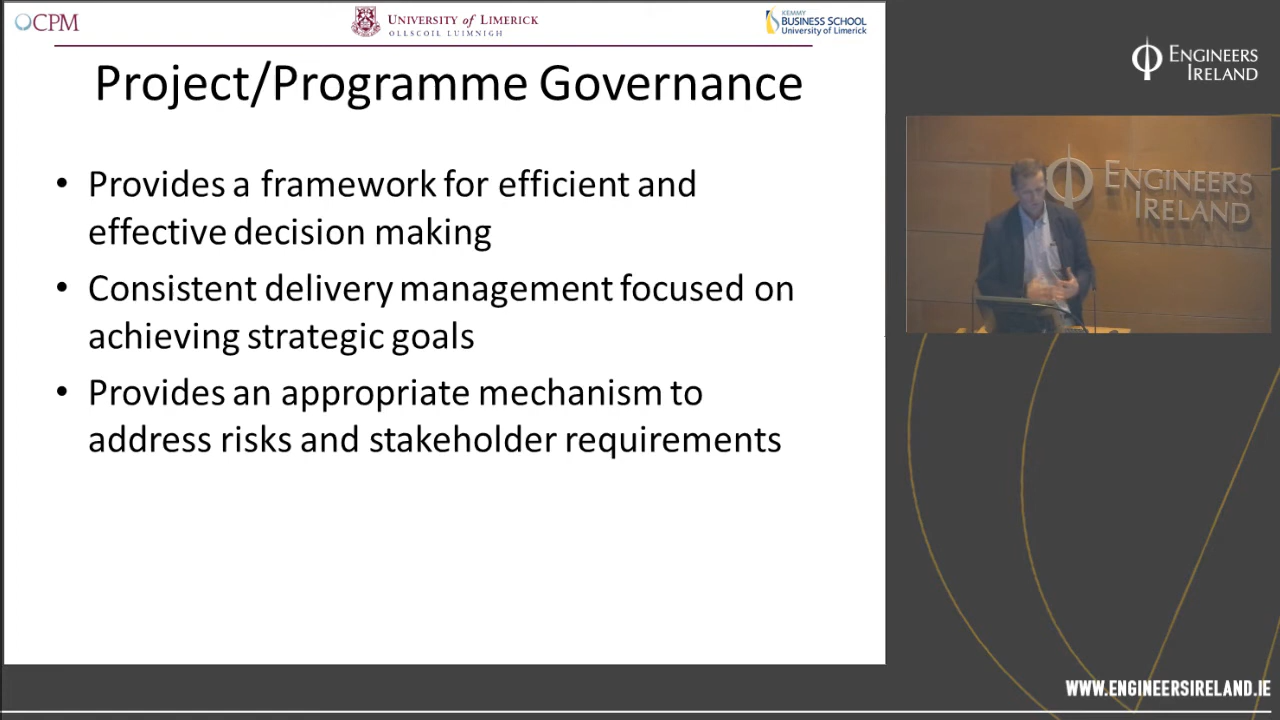 CPM
UNIVERSITY of LIMERICK
OLLSCOIL LUIMNIGH
KEMMY
BUSINESS SCHOOL
University of Limerick
ENGINEERS
IRELAND
Project/Programme Governance
• Provides a framework for efficient and
effective decision making
• Consistent delivery management focused on
achieving strategic goals
• Provides an appropriate mechanism to
address risks and stakeholder requirements
ENGINEERS
IRELAND
WWW.ENGINEERSIRELAND.IE